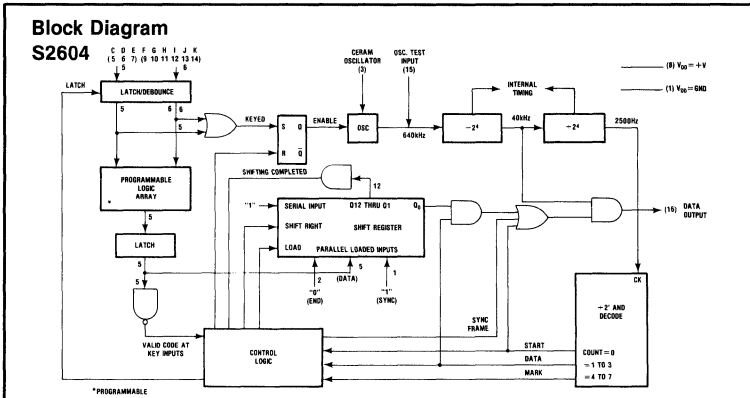 Block Diagram
S2604
C D E F G H I J K
(5 6 7) (9 10 11 12 13 14)
5 6
LATCH
LATCH/DEBOUNCE
5 6 6
5
KEYED
S Q
R Q̅
ENABLE
CERAM
OSCILLATOR
(3)
OSC. TEST
INPUT
(15)
OSC
640kHz
INTERNAL
TIMING
−2⁴
40kHz
÷2⁴
2500Hz
(8) V_DD = +V
(1) V_DD = GND
SHIFTING COMPLETED
12
PROGRAMMABLE
LOGIC
ARRAY
*
5
LATCH
5
5
"1"
SERIAL INPUT Q12 THRU Q1 Q₀
SHIFT RIGHT SHIFT REGISTER
LOAD PARALLEL LOADED INPUTS
2 5 1
"0" (DATA) "1"
(END) (SYNC)
(16) DATA
OUTPUT
VALID CODE AT
KEY INPUTS
CONTROL
LOGIC
SYNC
FRAME
START
DATA
MARK
CK
÷2' AND
DECODE
COUNT = 0
= 1 TO 3
= 4 TO 7
*PROGRAMMABLE